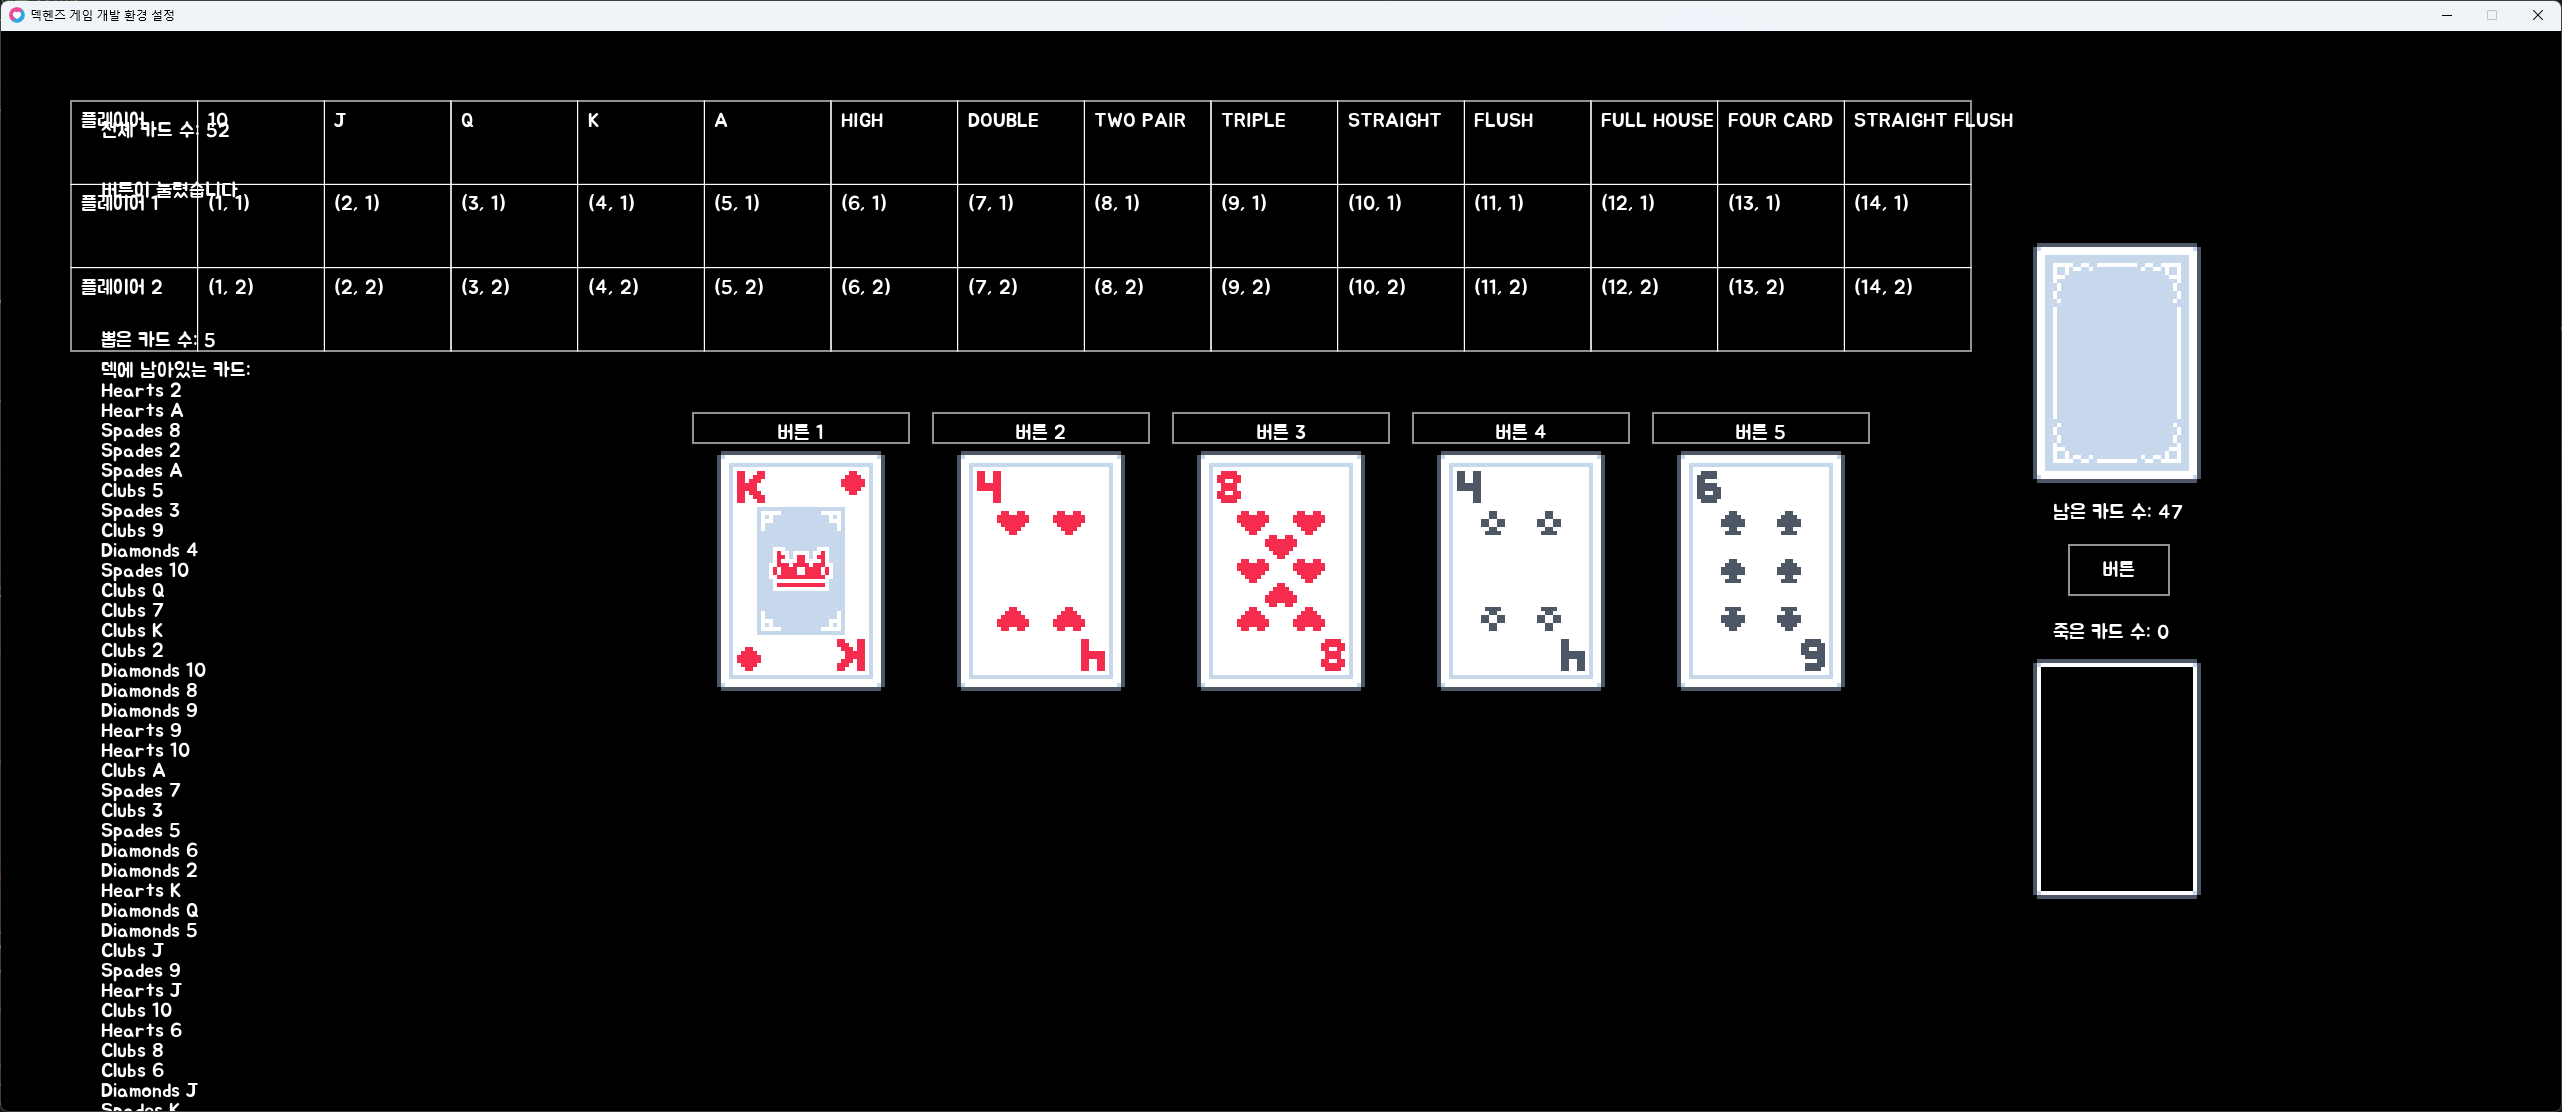 덱헨즈 게임 개발 환경 설정
플레이어 10 J Q K A HIGH DOUBLE TWO PAIR TRIPLE STRAIGHT FLUSH FULL HOUSE FOUR CARD STRAIGHT FLUSH
전체 카드 수: 52
버튼이 눌렸습니다
플레이어 1 (1, 1) (2, 1) (3, 1) (4, 1) (5, 1) (6, 1) (7, 1) (8, 1) (9, 1) (10, 1) (11, 1) (12, 1) (13, 1) (14, 1)
플레이어 2 (1, 2) (2, 2) (3, 2) (4, 2) (5, 2) (6, 2) (7, 2) (8, 2) (9, 2) (10, 2) (11, 2) (12, 2) (13, 2) (14, 2)
뽑은 카드 수: 5
덱에 남아있는 카드:
Hearts 2
Hearts A
Spades 8
Spades 2
Spades A
Clubs 5
Spades 3
Clubs 9
Diamonds 4
Spades 10
Clubs Q
Clubs 7
Clubs K
Clubs 2
Diamonds 10
Diamonds 8
Diamonds 9
Hearts 9
Hearts 10
Clubs A
Spades 7
Clubs 3
Spades 5
Diamonds 6
Diamonds 2
Hearts K
Diamonds Q
Diamonds 5
Clubs J
Spades 9
Hearts J
Clubs 10
Hearts 6
Clubs 8
Clubs 6
Diamonds J
Spades K
버튼 1 버튼 2 버튼 3 버튼 4 버튼 5
K 4 8 4 6
K 4 8 4 6
남은 카드 수: 47
버튼
죽은 카드 수: 0